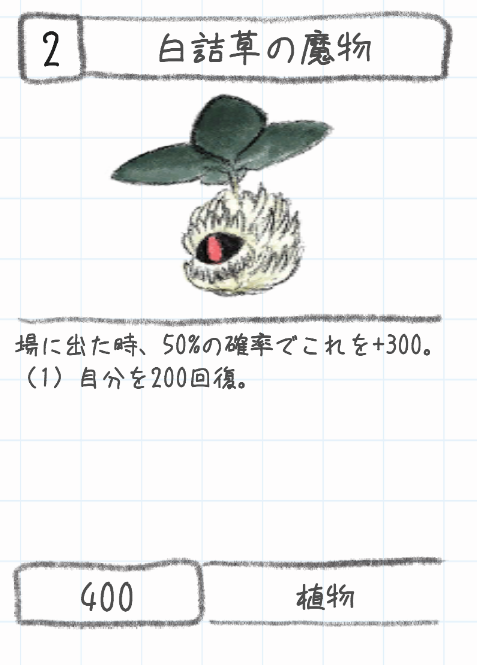 2
白詰草の魔物
場に出た時、50%の確率でこれを+300。
(1) 自分を200回復。
400
植物